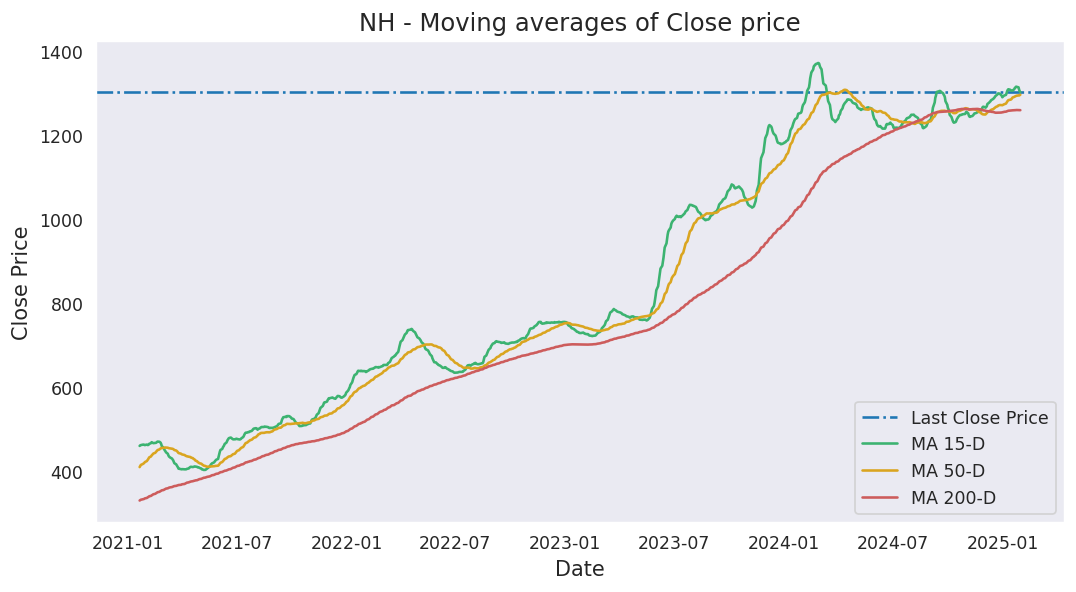 NH - Moving averages of Close price
1400
1200
1000
800
600
400
Close Price
2021-01 2021-07 2022-01 2022-07 2023-01 2023-07 2024-01 2024-07 2025-01
Date
Last Close Price
MA 15-D
MA 50-D
MA 200-D